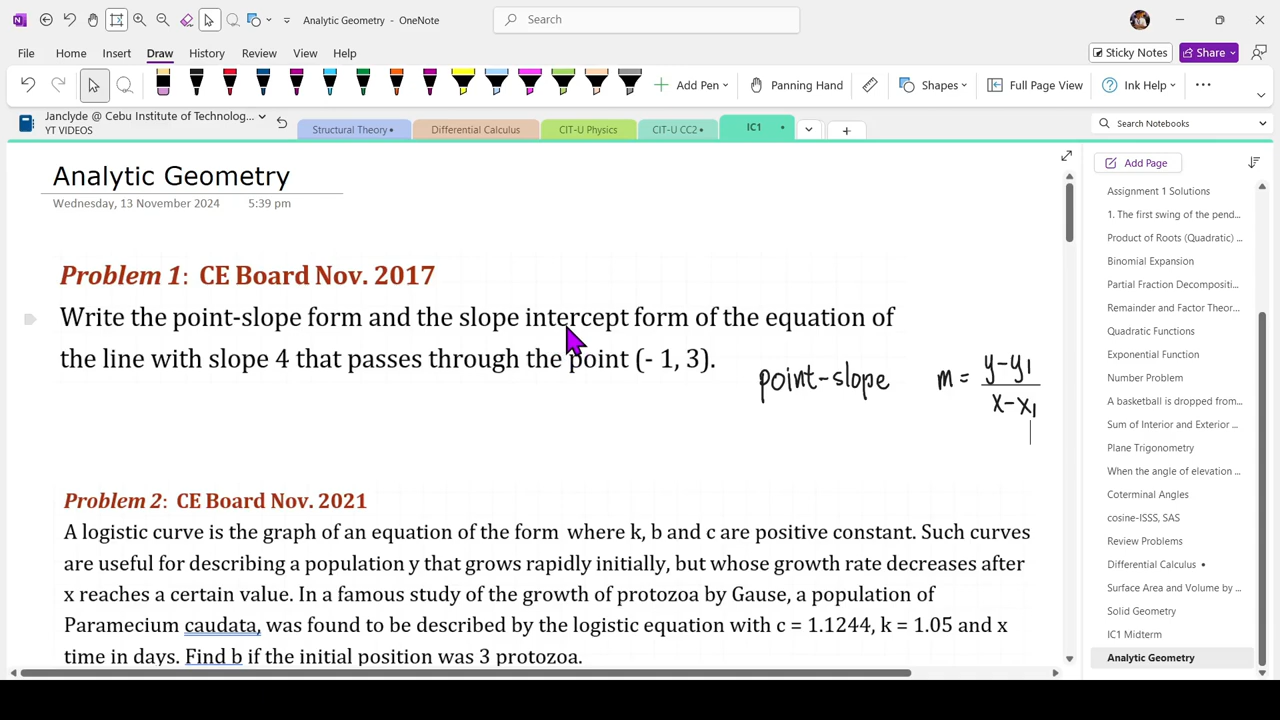 Analytic Geometry - OneNote
Search
File Home Insert Draw History Review View Help
Sticky Notes Share
Add Pen Panning Hand Shapes Full Page View Ink Help
Janclyde @ Cebu Institute of Technolog...
YT VIDEOS
Structural Theory Differential Calculus CIT-U Physics CIT-U CC2 IC1
Search Notebooks
Analytic Geometry
Wednesday, 13 November 2024 5:39 pm
Problem 1: CE Board Nov. 2017
Write the point-slope form and the slope intercept form of the equation of
the line with slope 4 that passes through the point (- 1, 3).
point-slope m = y-y1 / x-x1
Problem 2: CE Board Nov. 2021
A logistic curve is the graph of an equation of the form where k, b and c are positive constant. Such curves
are useful for describing a population y that grows rapidly initially, but whose growth rate decreases after
x reaches a certain value. In a famous study of the growth of protozoa by Gause, a population of
Paramecium caudata, was found to be described by the logistic equation with c = 1.1244, k = 1.05 and x
time in days. Find b if the initial position was 3 protozoa.
Add Page
Assignment 1 Solutions
1. The first swing of the pend...
Product of Roots (Quadratic) ...
Binomial Expansion
Partial Fraction Decompositi...
Remainder and Factor Theor...
Quadratic Functions
Exponential Function
Number Problem
A basketball is dropped from...
Sum of Interior and Exterior ...
Plane Trigonometry
When the angle of elevation ...
Coterminal Angles
cosine-ISSS, SAS
Review Problems
Differential Calculus
Surface Area and Volume by ...
Solid Geometry
IC1 Midterm
Analytic Geometry